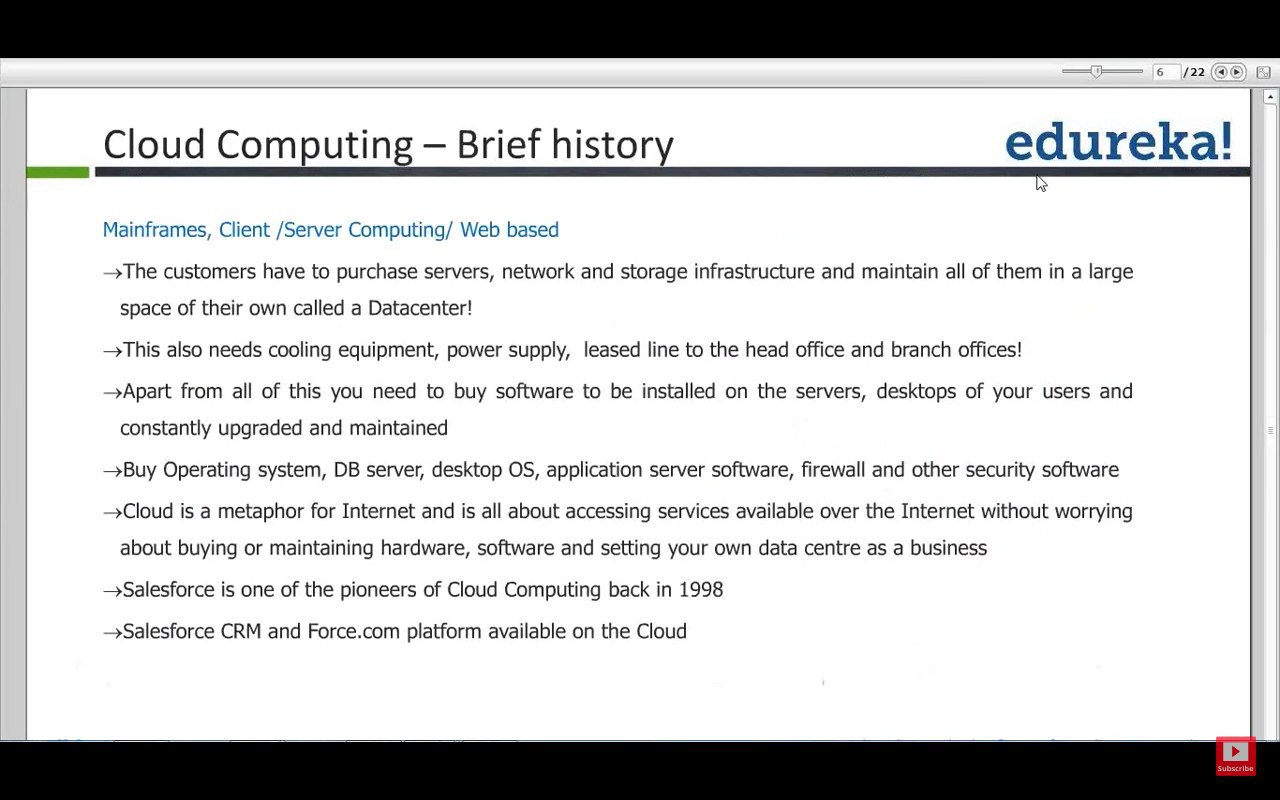 6 /22
Cloud Computing – Brief history
edureka!
Mainframes, Client /Server Computing/ Web based
→The customers have to purchase servers, network and storage infrastructure and maintain all of them in a large
space of their own called a Datacenter!
→This also needs cooling equipment, power supply,  leased line to the head office and branch offices!
→Apart from all of this you need to buy software to be installed on the servers, desktops of your users and
constantly upgraded and maintained
→Buy Operating system, DB server, desktop OS, application server software, firewall and other security software
→Cloud is a metaphor for Internet and is all about accessing services available over the Internet without worrying
about buying or maintaining hardware, software and setting your own data centre as a business
→Salesforce is one of the pioneers of Cloud Computing back in 1998
→Salesforce CRM and Force.com platform available on the Cloud
Subscribe